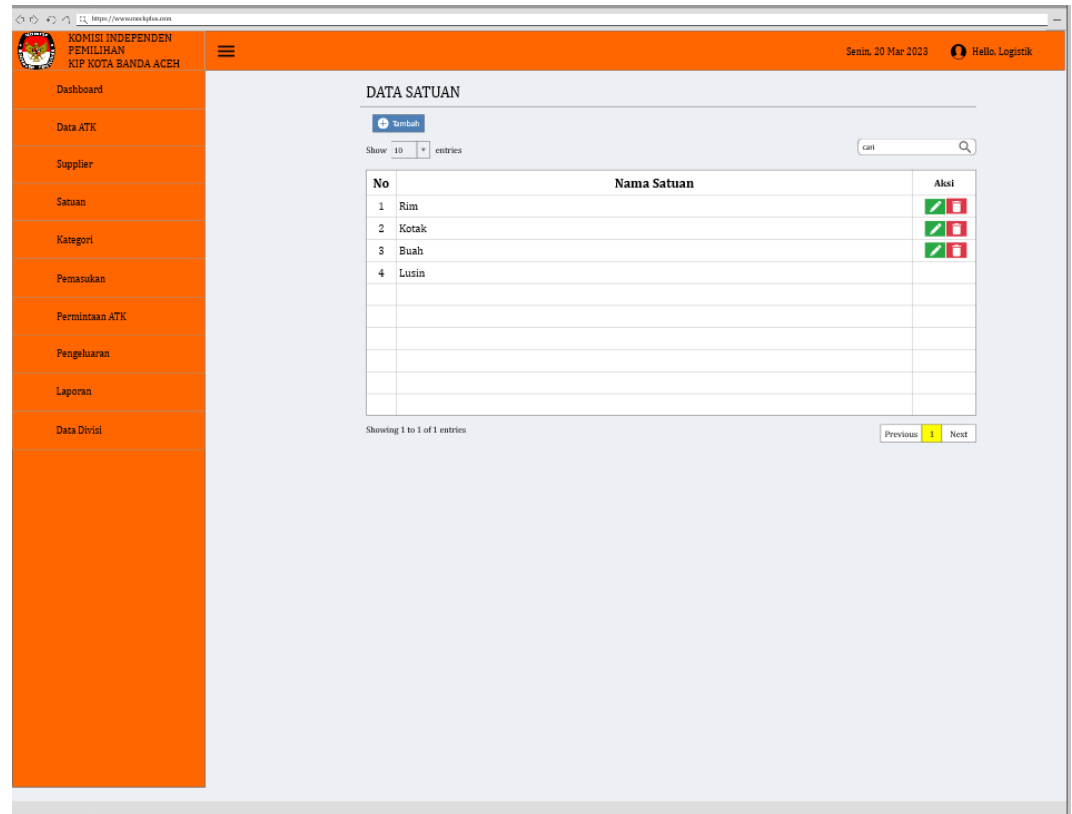 https://www.mockplus.com
KOMISI INDEPENDEN
PEMILIHAN
KIP KOTA BANDA ACEH
Senin, 20 Mar 2023
Hello, Logistik
Dashboard
Data ATK
Supplier
Satuan
Kategori
Pemasukan
Permintaan ATK
Pengeluaran
Laporan
Data Divisi
DATA SATUAN
Tambah
Show 10 entries
cari
No Nama Satuan Aksi
1 Rim
2 Kotak
3 Buah
4 Lusin
Showing 1 to 1 of 1 entries
Previous 1 Next